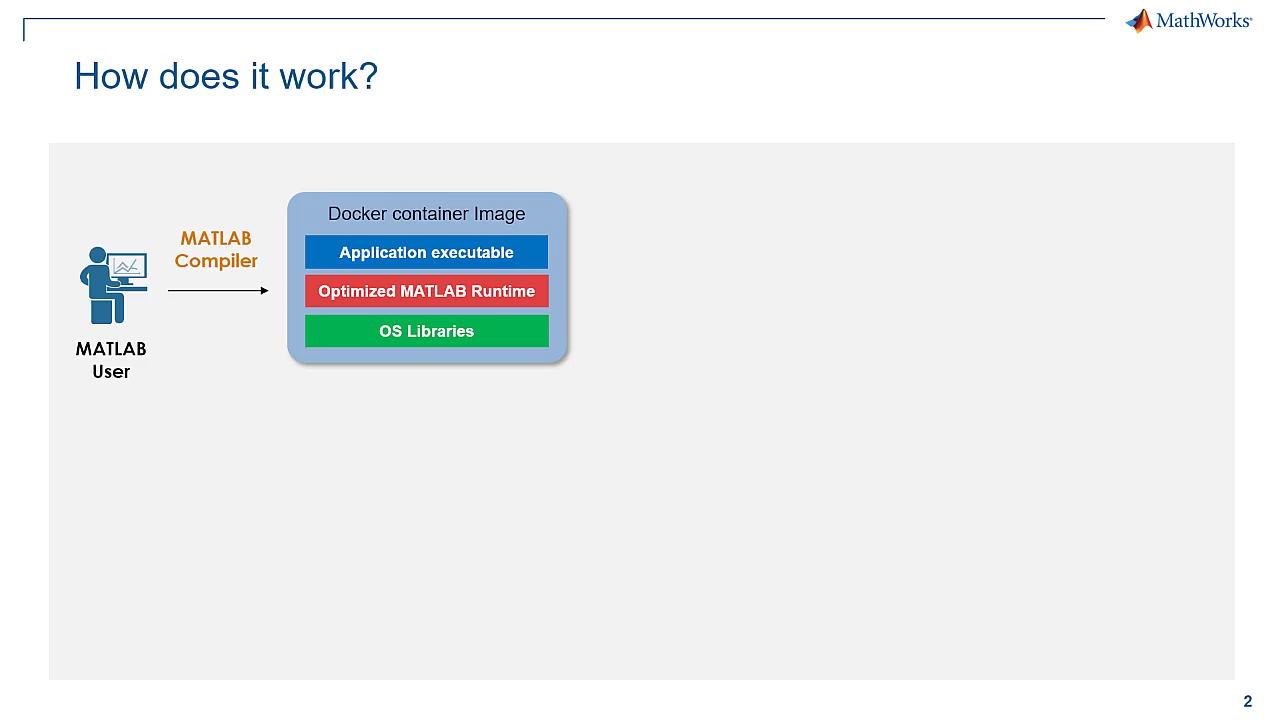 MathWorks
How does it work?
Docker container Image
MATLAB
Compiler
Application executable
Optimized MATLAB Runtime
OS Libraries
MATLAB
User
2